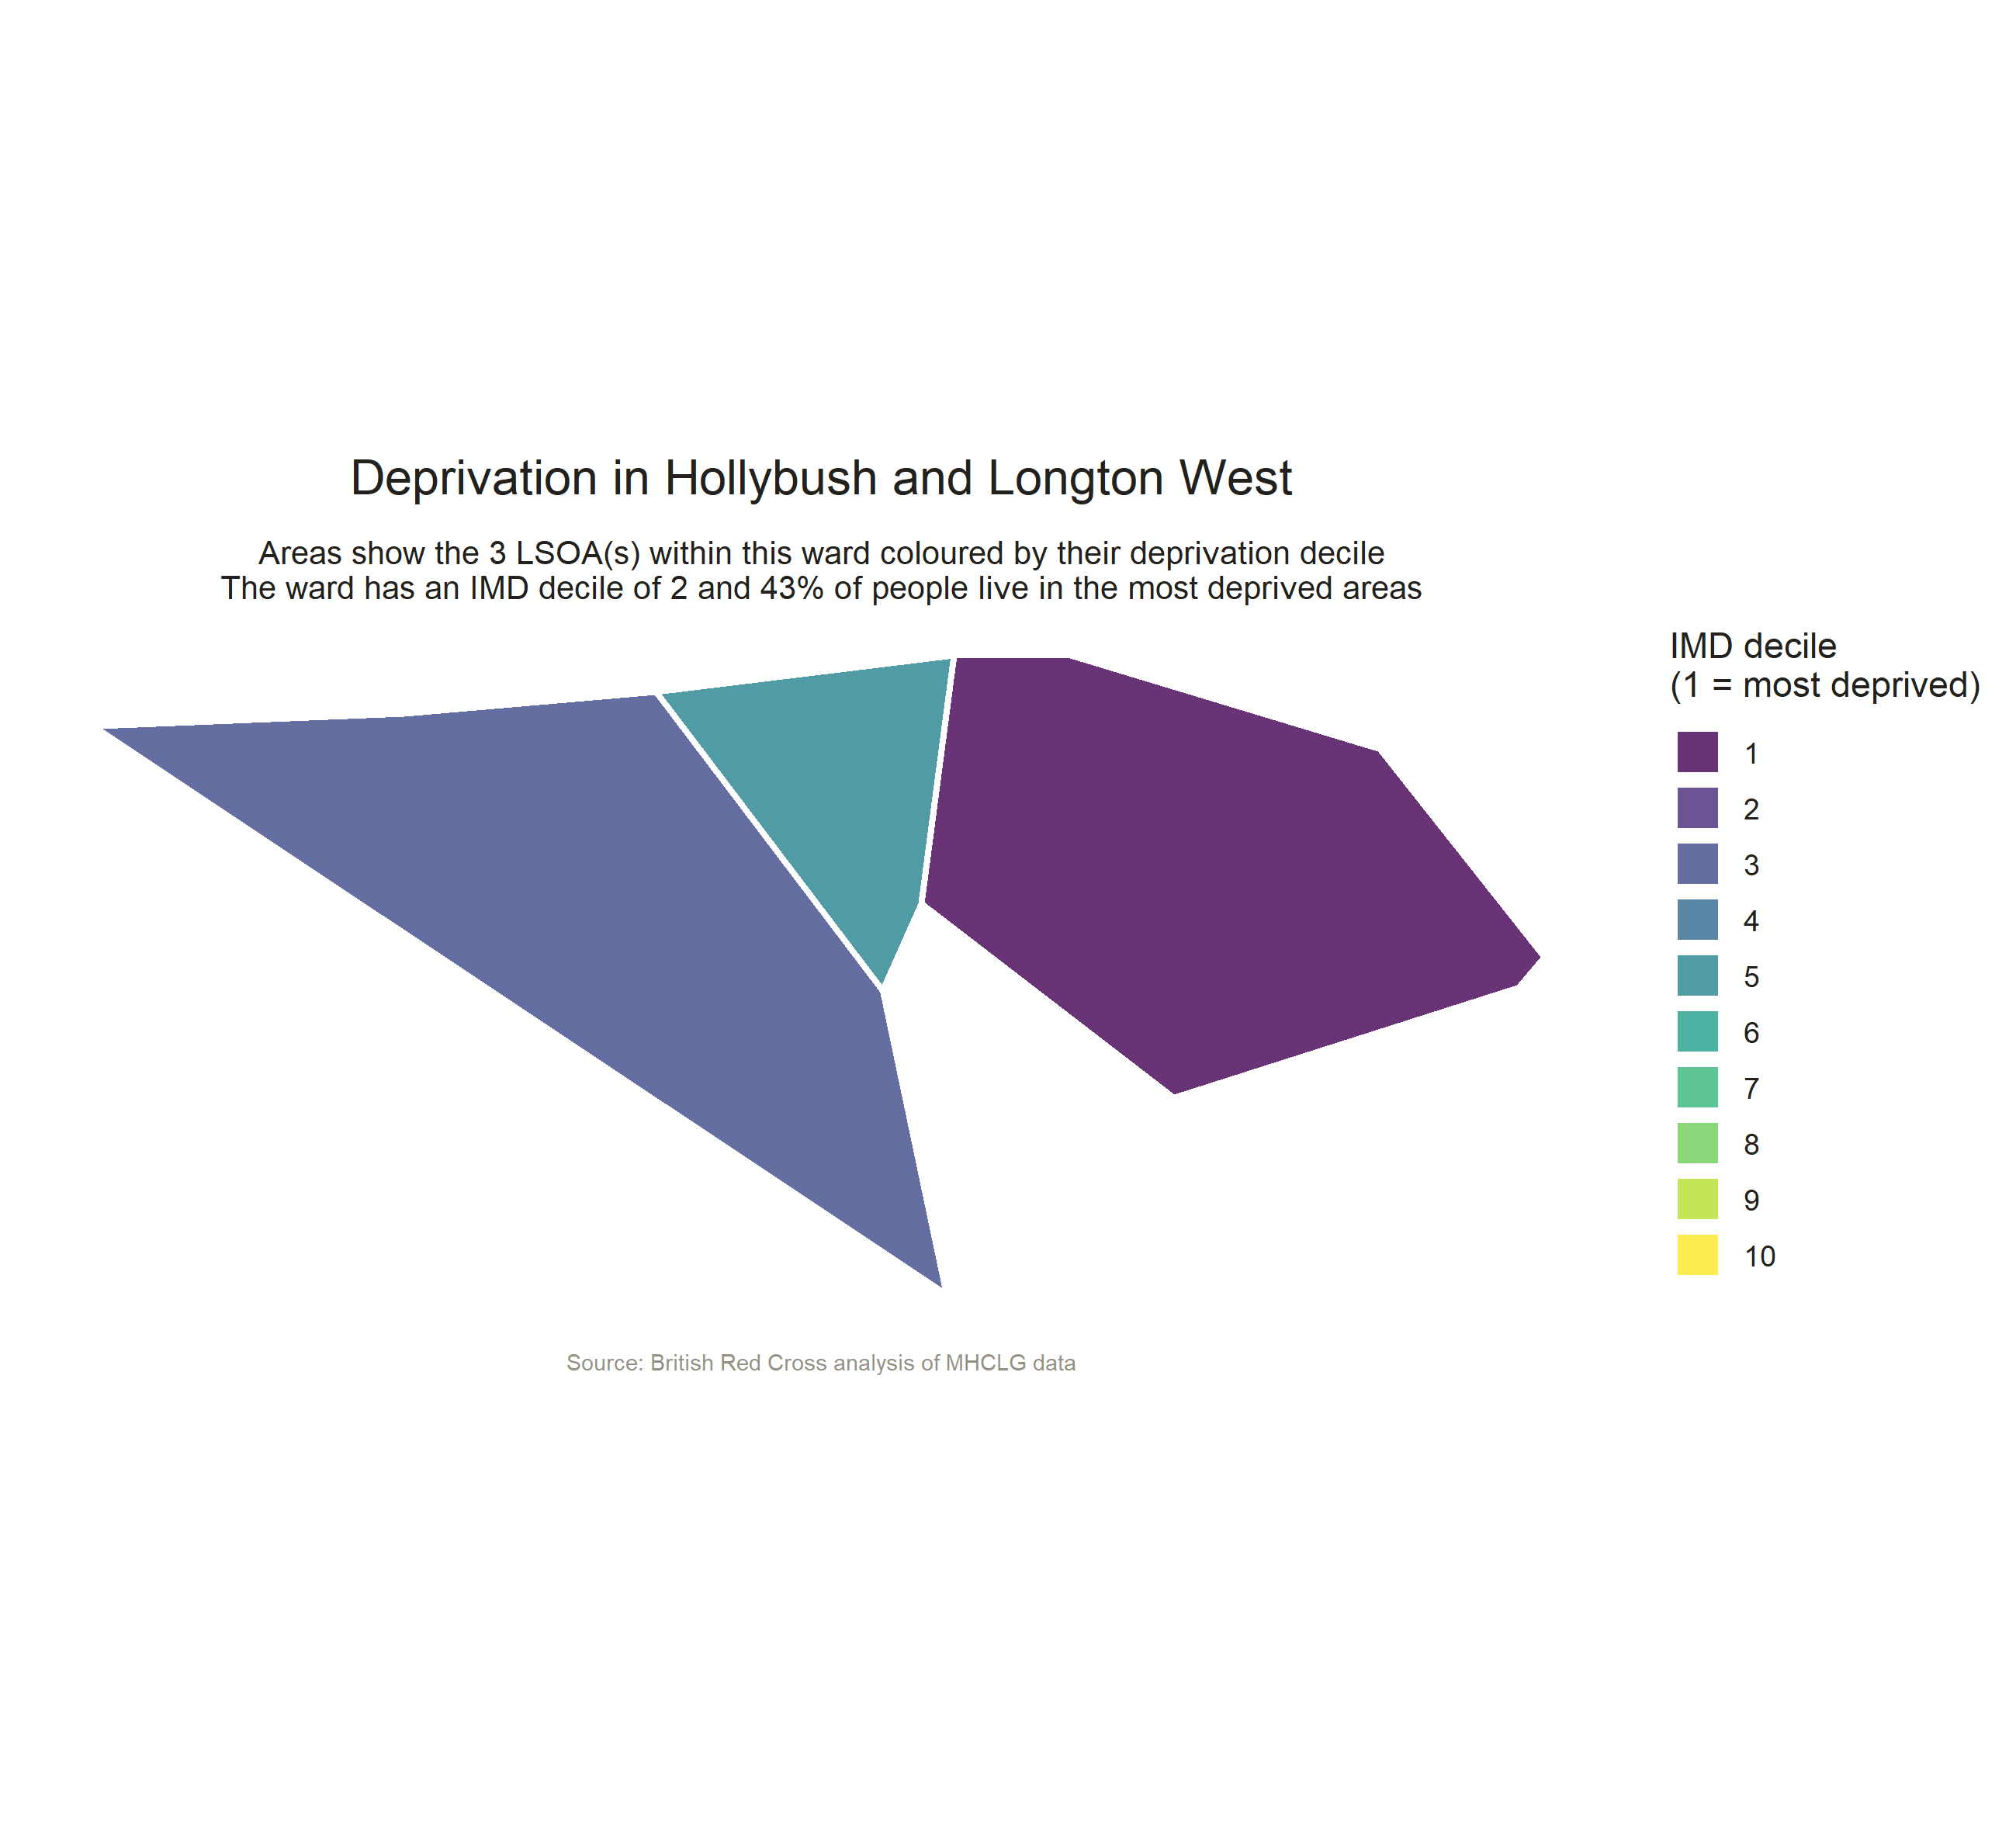 Deprivation in Hollybush and Longton West
Areas show the 3 LSOA(s) within this ward coloured by their deprivation decile
The ward has an IMD decile of 2 and 43% of people live in the most deprived areas
IMD decile
(1 = most deprived)
1
2
3
4
5
6
7
8
9
10
Source: British Red Cross analysis of MHCLG data